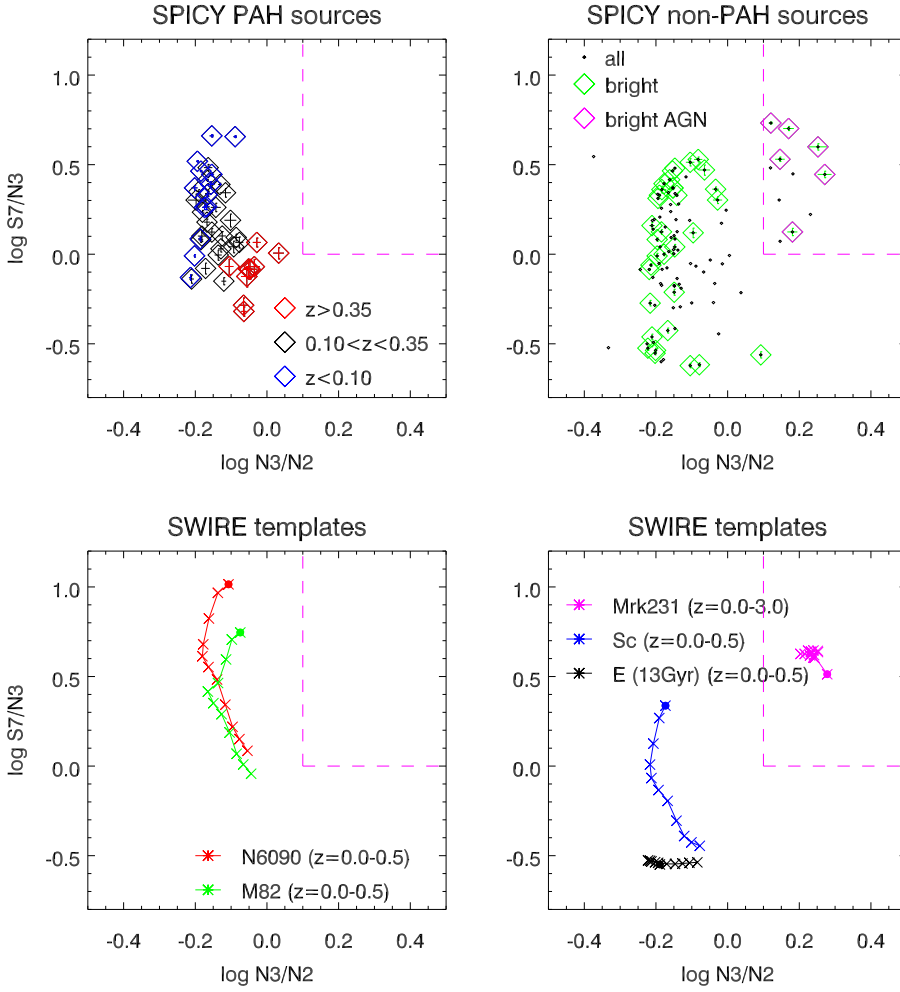 SPICY PAH sources
SPICY non-PAH sources
1.0
0.5
0.0
-0.5
log S7/N3
z>0.35
0.10<z<0.35
z<0.10
-0.4
-0.2
0.0
0.2
0.4
log N3/N2
all
bright
bright AGN
1.0
0.5
0.0
-0.5
-0.4
-0.2
0.0
0.2
0.4
log N3/N2
SWIRE templates
SWIRE templates
1.0
0.5
0.0
-0.5
log S7/N3
N6090 (z=0.0-0.5)
M82 (z=0.0-0.5)
-0.4
-0.2
0.0
0.2
0.4
log N3/N2
Mrk231 (z=0.0-3.0)
Sc (z=0.0-0.5)
E (13Gyr) (z=0.0-0.5)
1.0
0.5
0.0
-0.5
-0.4
-0.2
0.0
0.2
0.4
log N3/N2